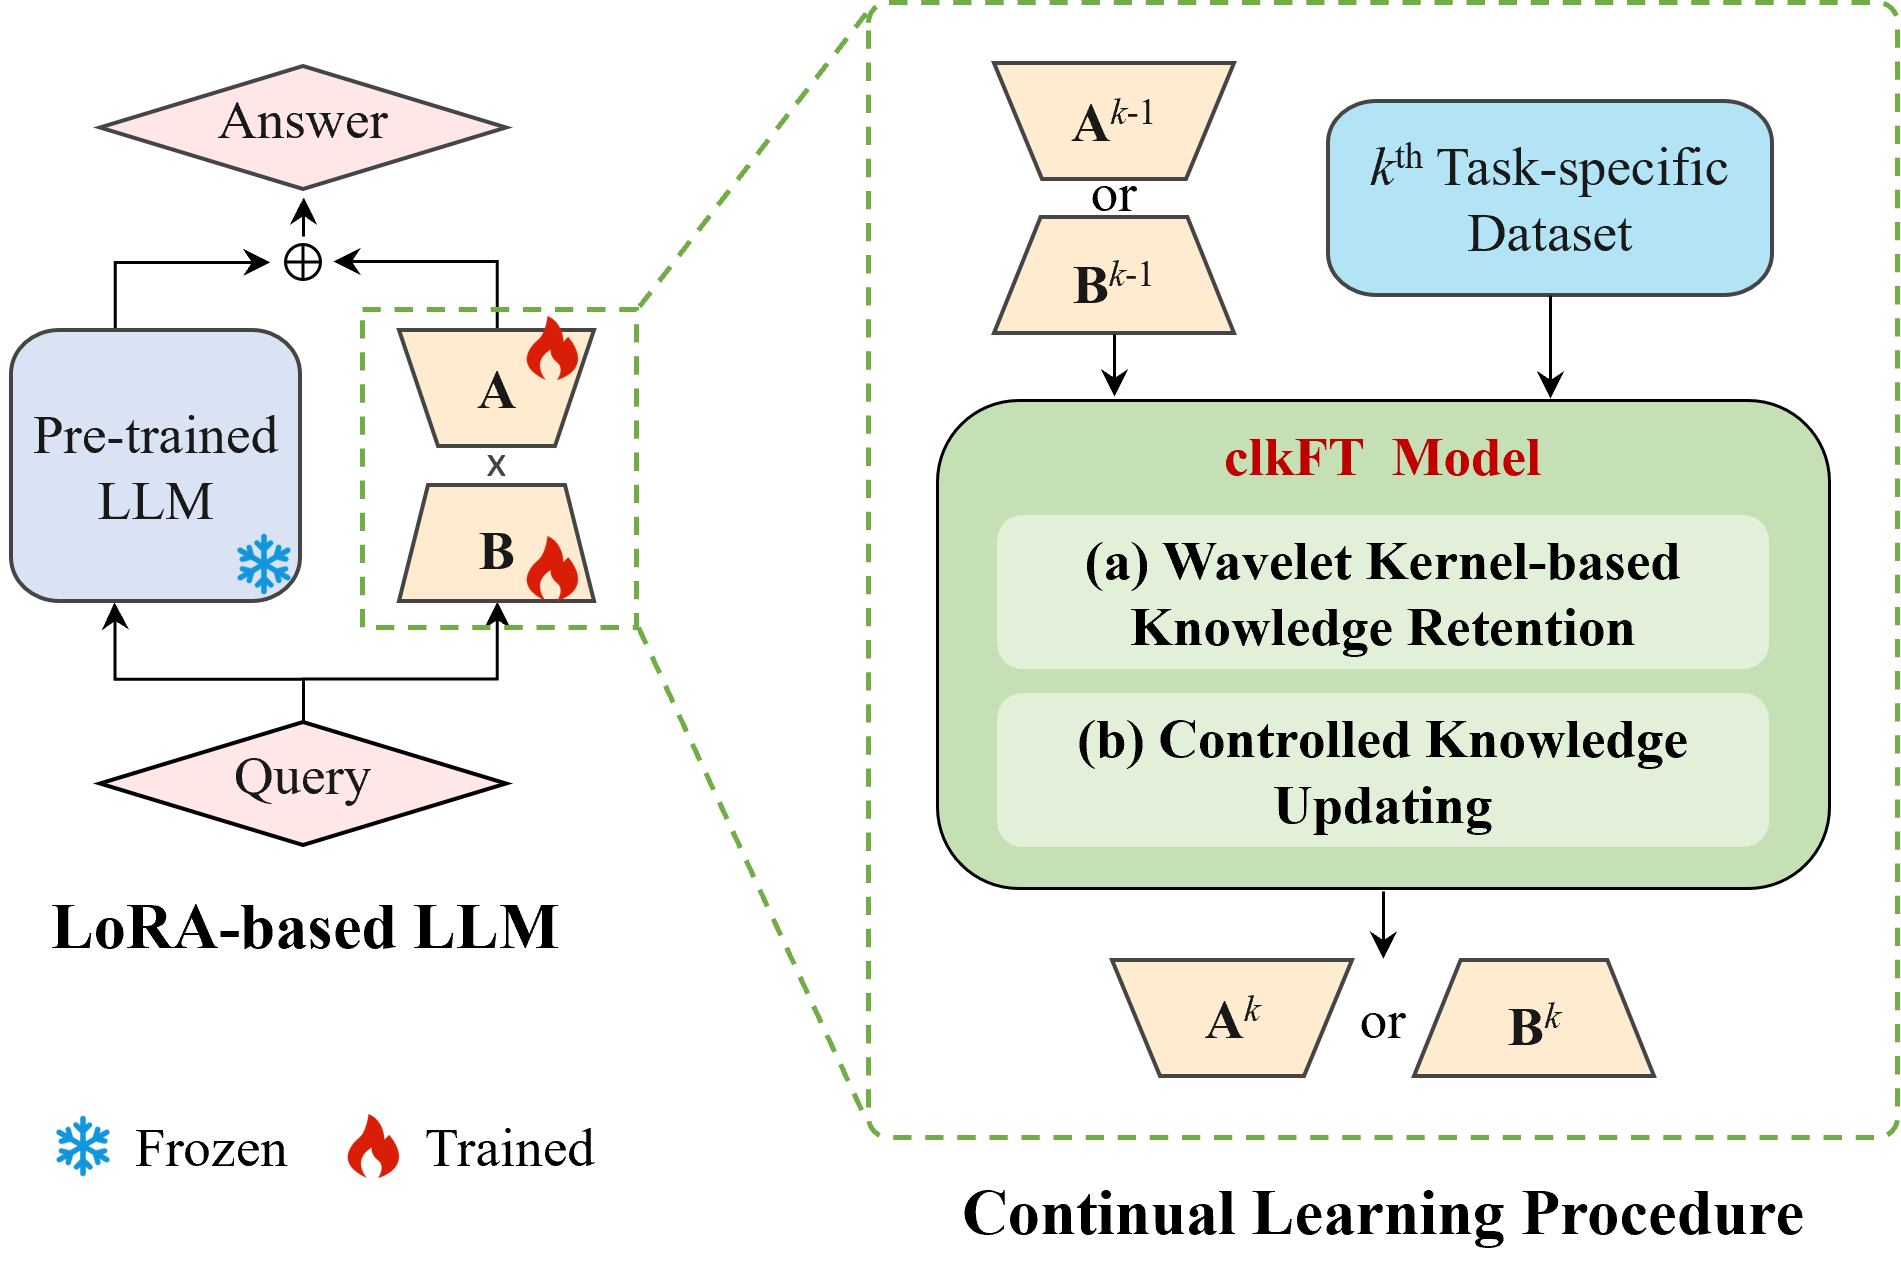 Answer
Pre-trained
LLM
A
x
B
Query
LoRA-based LLM
Frozen
Trained
A^{k-1}
or
B^{k-1}
k^{th} Task-specific
Dataset
clkFT Model
(a) Wavelet Kernel-based
Knowledge Retention
(b) Controlled Knowledge
Updating
A^k or B^k
Continual Learning Procedure